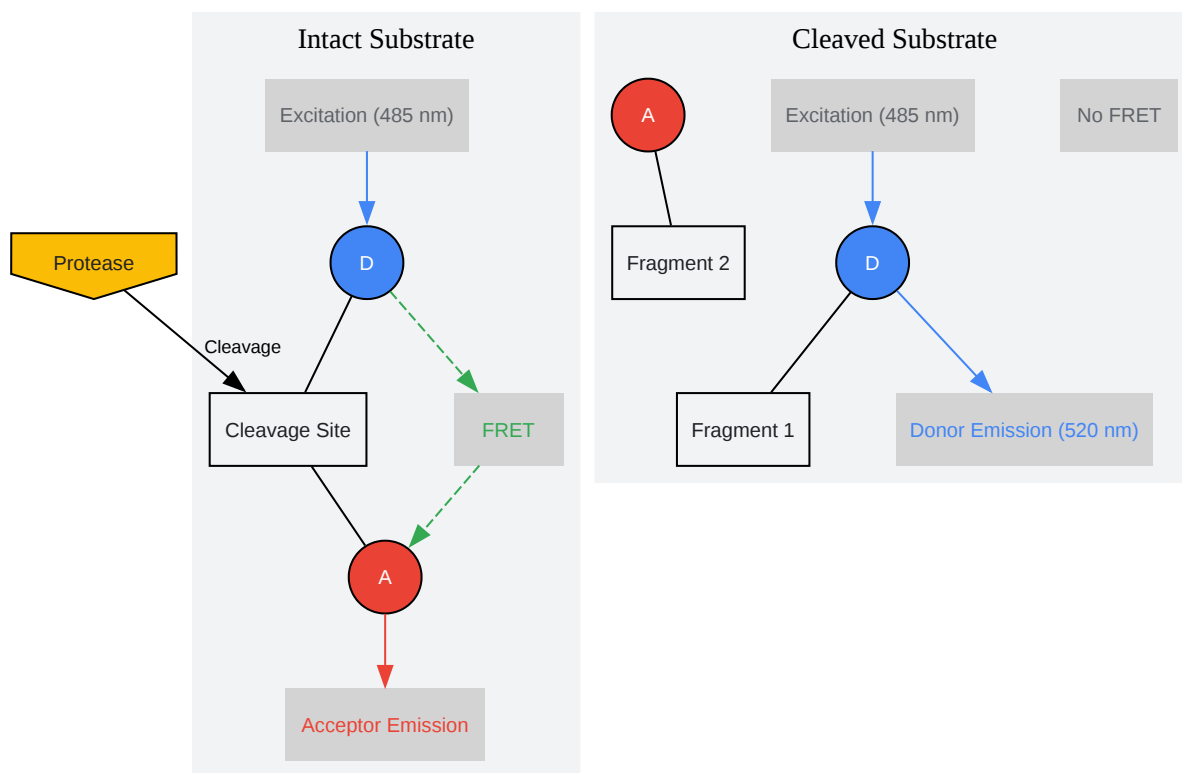 Intact Substrate
Excitation (485 nm)
D
Protease
Cleavage
Cleavage Site
FRET
A
Acceptor Emission
Cleaved Substrate
A
Excitation (485 nm)
No FRET
Fragment 2
D
Fragment 1
Donor Emission (520 nm)